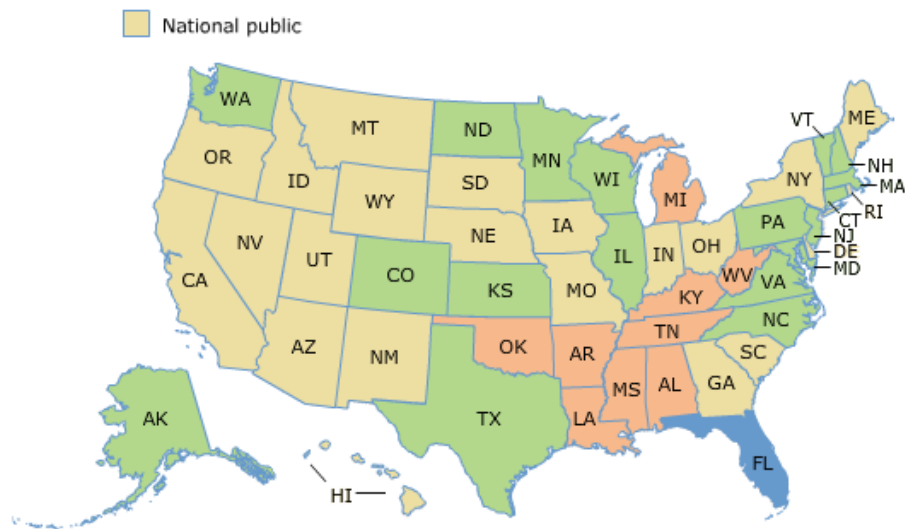 National public
WA
MT
ND
MN
VT
ME
OR
ID
SD
WI
NH
MA
WY
MI
NY
RI
CT
NV
NE
IA
PA
NJ
UT
IL
IN
OH
DE
CA
CO
MD
KS
MO
WV
VA
KY
NC
AZ
NM
OK
AR
TN
SC
GA
MS
AL
AK
TX
LA
FL
HI